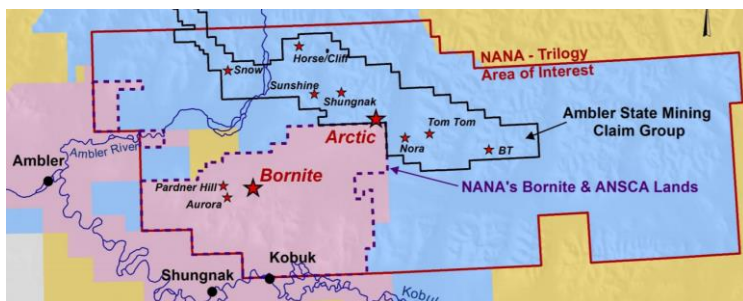 NANA - Trilogy
Area of Interest
Horse/Cliff
Snow
Sunshine
Shungnak
Ambler State Mining
Claim Group
Tom Tom
Arctic
Nora
BT
Ambler
Ambler River
NANA's Bornite & ANSCA Lands
Pardner Hill
Bornite
Aurora
Kobuk
Shungnak